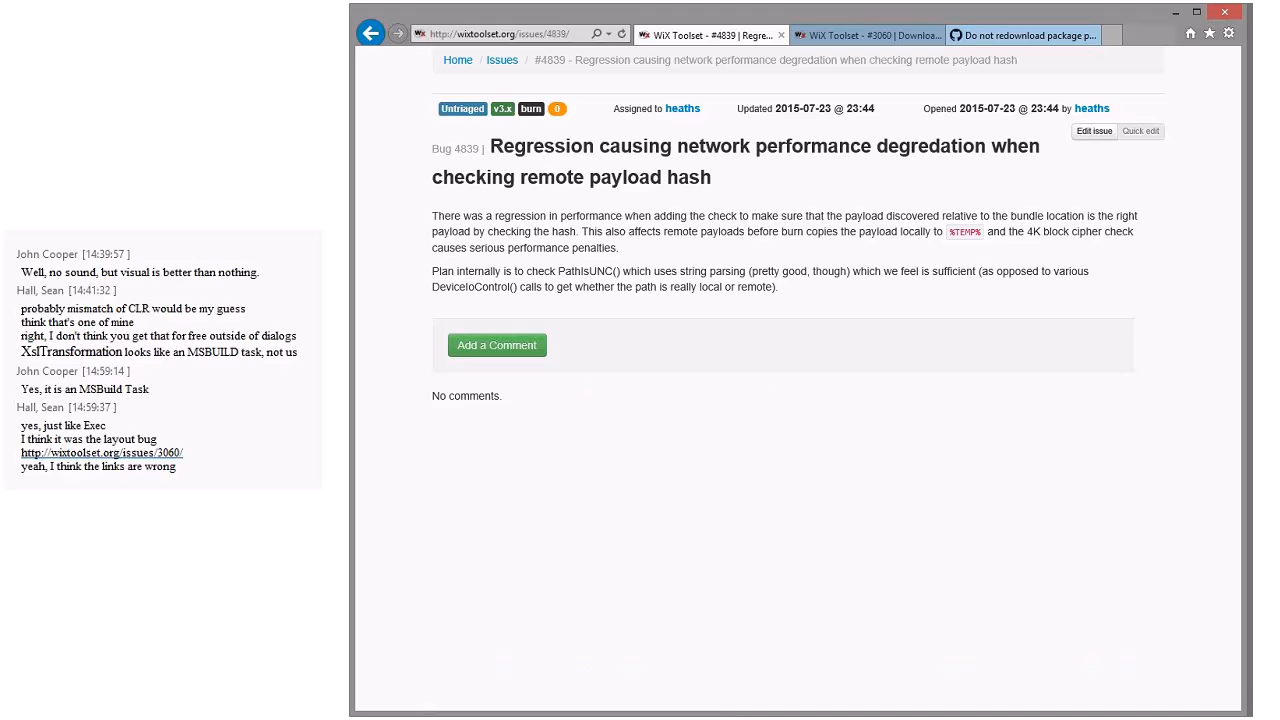 John Cooper [14:39:57 ]
Well, no sound, but visual is better than nothing.
Hall, Sean [14:41:32 ]
probably mismatch of CLR would be my guess
think that's one of mine
right, I don't think you get that for free outside of dialogs
XslTransformation looks like an MSBUILD task, not us
John Cooper [14:59:14 ]
Yes, it is an MSBuild Task
Hall, Sean [14:59:37 ]
yes, just like Exec
I think it was the layout bug
http://wixtoolset.org/issues/3060/
yeah, I think the links are wrong
http://wixtoolset.org/issues/4839/
WiX Toolset - #4839 | Regre...
WiX Toolset - #3060 | Downloa...
Do not redownload package p...
Home / Issues / #4839 - Regression causing network performance degredation when checking remote payload hash
Untriaged v3.x burn 0 Assigned to heaths Updated 2015-07-23 @ 23:44 Opened 2015-07-23 @ 23:44 by heaths
Edit issue Quick edit
Bug 4839 | Regression causing network performance degredation when
checking remote payload hash
There was a regression in performance when adding the check to make sure that the payload discovered relative to the bundle location is the right
payload by checking the hash. This also affects remote payloads before burn copies the payload locally to %TEMP% and the 4K block cipher check
causes serious performance penalties.
Plan internally is to check PathIsUNC() which uses string parsing (pretty good, though) which we feel is sufficient (as opposed to various
DeviceIoControl() calls to get whether the path is really local or remote).
Add a Comment
No comments.